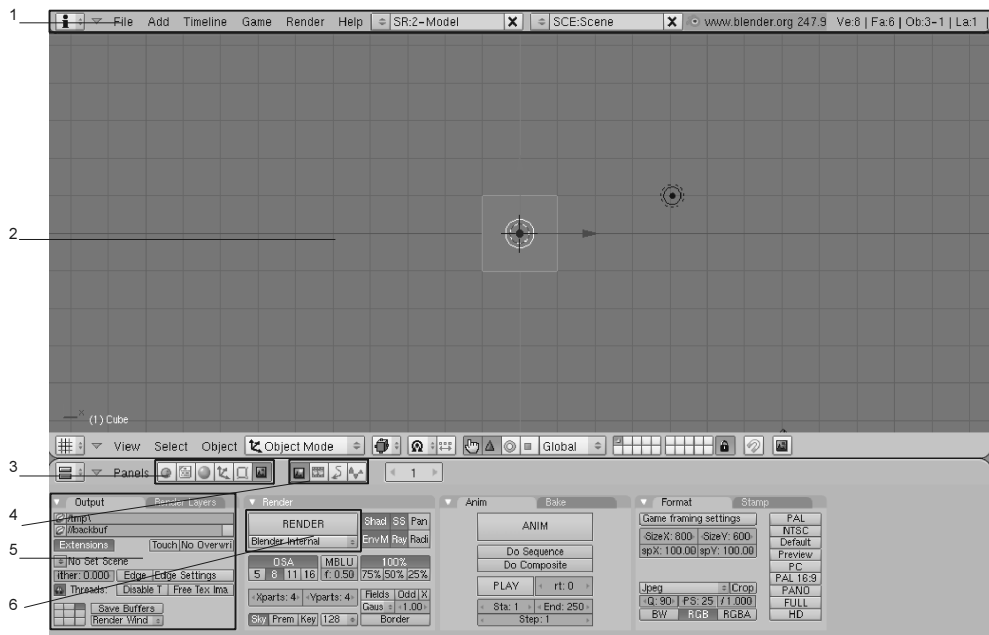 1
File Add Timeline Game Render Help SR:2-Model X SCE:Scene X www.blender.org 247.9 Ve:8 | Fa:6 | Ob:3-1 | La:1
2
x
(1) Cube
View Select Object Object Mode Global
3
Panels 1
4
Output Render Layers
/tmp\
//backbuf
Extensions Touch No Overwri
5
No Set Scene
ither: 0.000 Edge Edge Settings
Threads: Disable T Free Tex Ima
6
Save Buffers
Render Wind
Render
RENDER
Blender Internal
Shad SS Pan
EnvM Ray Radi
OSA MBLU 100%
5 8 11 16 f: 0.50 75% 50% 25%
Xparts: 4 Yparts: 4 Fields Odd X
Gaus 1.00
Sky Prem Key 128 Border
Anim Bake
ANIM
Do Sequence
Do Composite
PLAY rt: 0
Sta: 1 End: 250
Step: 1
Format Stamp
Game framing settings
SizeX: 800 SizeY: 600
spX: 100.00 spY: 100.00
Jpeg Crop
Q: 90 PS: 25 / 1.000
BW RGB RGBA
PAL
NTSC
Default
Preview
PC
PAL 16:9
PANO
FULL
HD